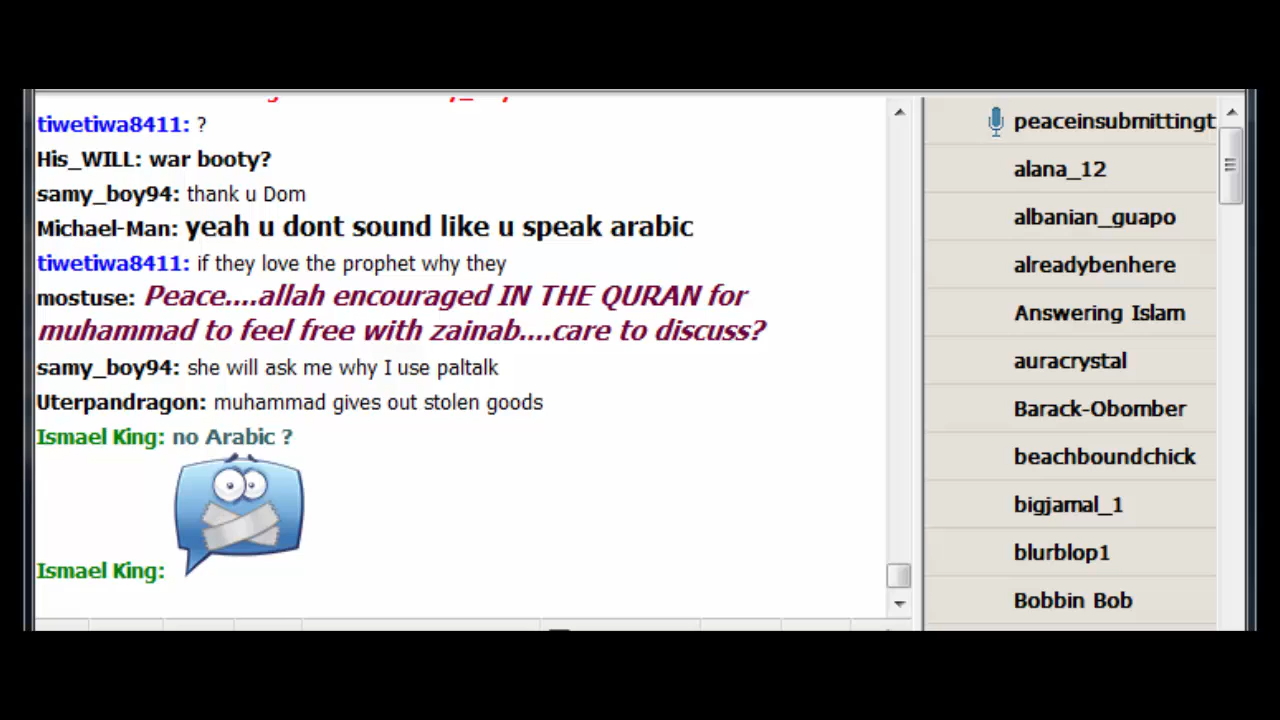 tiwetiwa8411: ?
His_WILL: war booty?
samy_boy94: thank u Dom
Michael-Man: yeah u dont sound like u speak arabic
tiwetiwa8411: if they love the prophet why they
mostuse: Peace....allah encouraged IN THE QURAN for
muhammad to feel free with zainab....care to discuss?
samy_boy94: she will ask me why I use paltalk
Uterpandragon: muhammad gives out stolen goods
Ismael King: no Arabic ?
Ismael King:
peaceinsubmittingt
alana_12
albanian_guapo
alreadybenhere
Answering Islam
auracrystal
Barack-Obomber
beachboundchick
bigjamal_1
blurblop1
Bobbin Bob